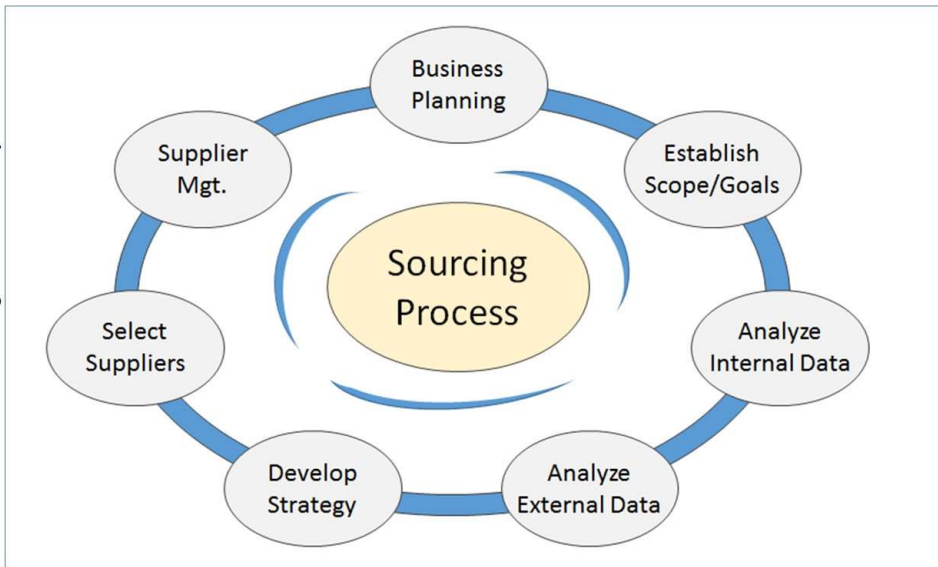 Business
Planning
Establish
Scope/Goals
Analyze
Internal Data
Analyze
External Data
Develop
Strategy
Select
Suppliers
Supplier
Mgt.
Sourcing
Process